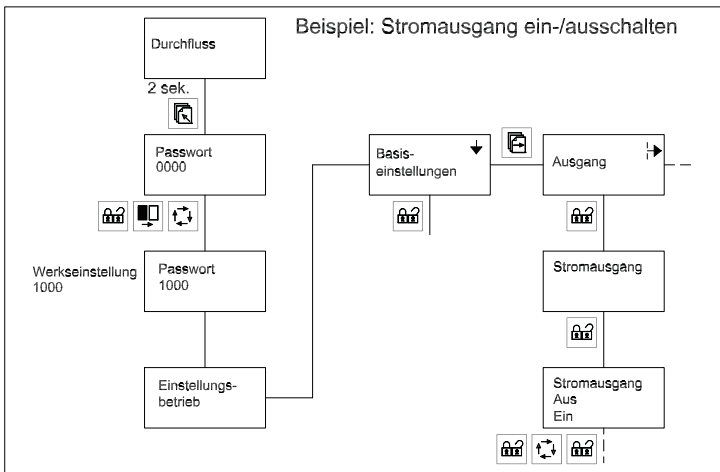 Beispiel: Stromausgang ein-/ausschalten
Durchfluss
2 sek.
Passwort
0000
Werkseinstellung
1000
Passwort
1000
Einstellungs-
betrieb
Basis-
einstellungen
Ausgang
Stromausgang
Stromausgang
Aus
Ein